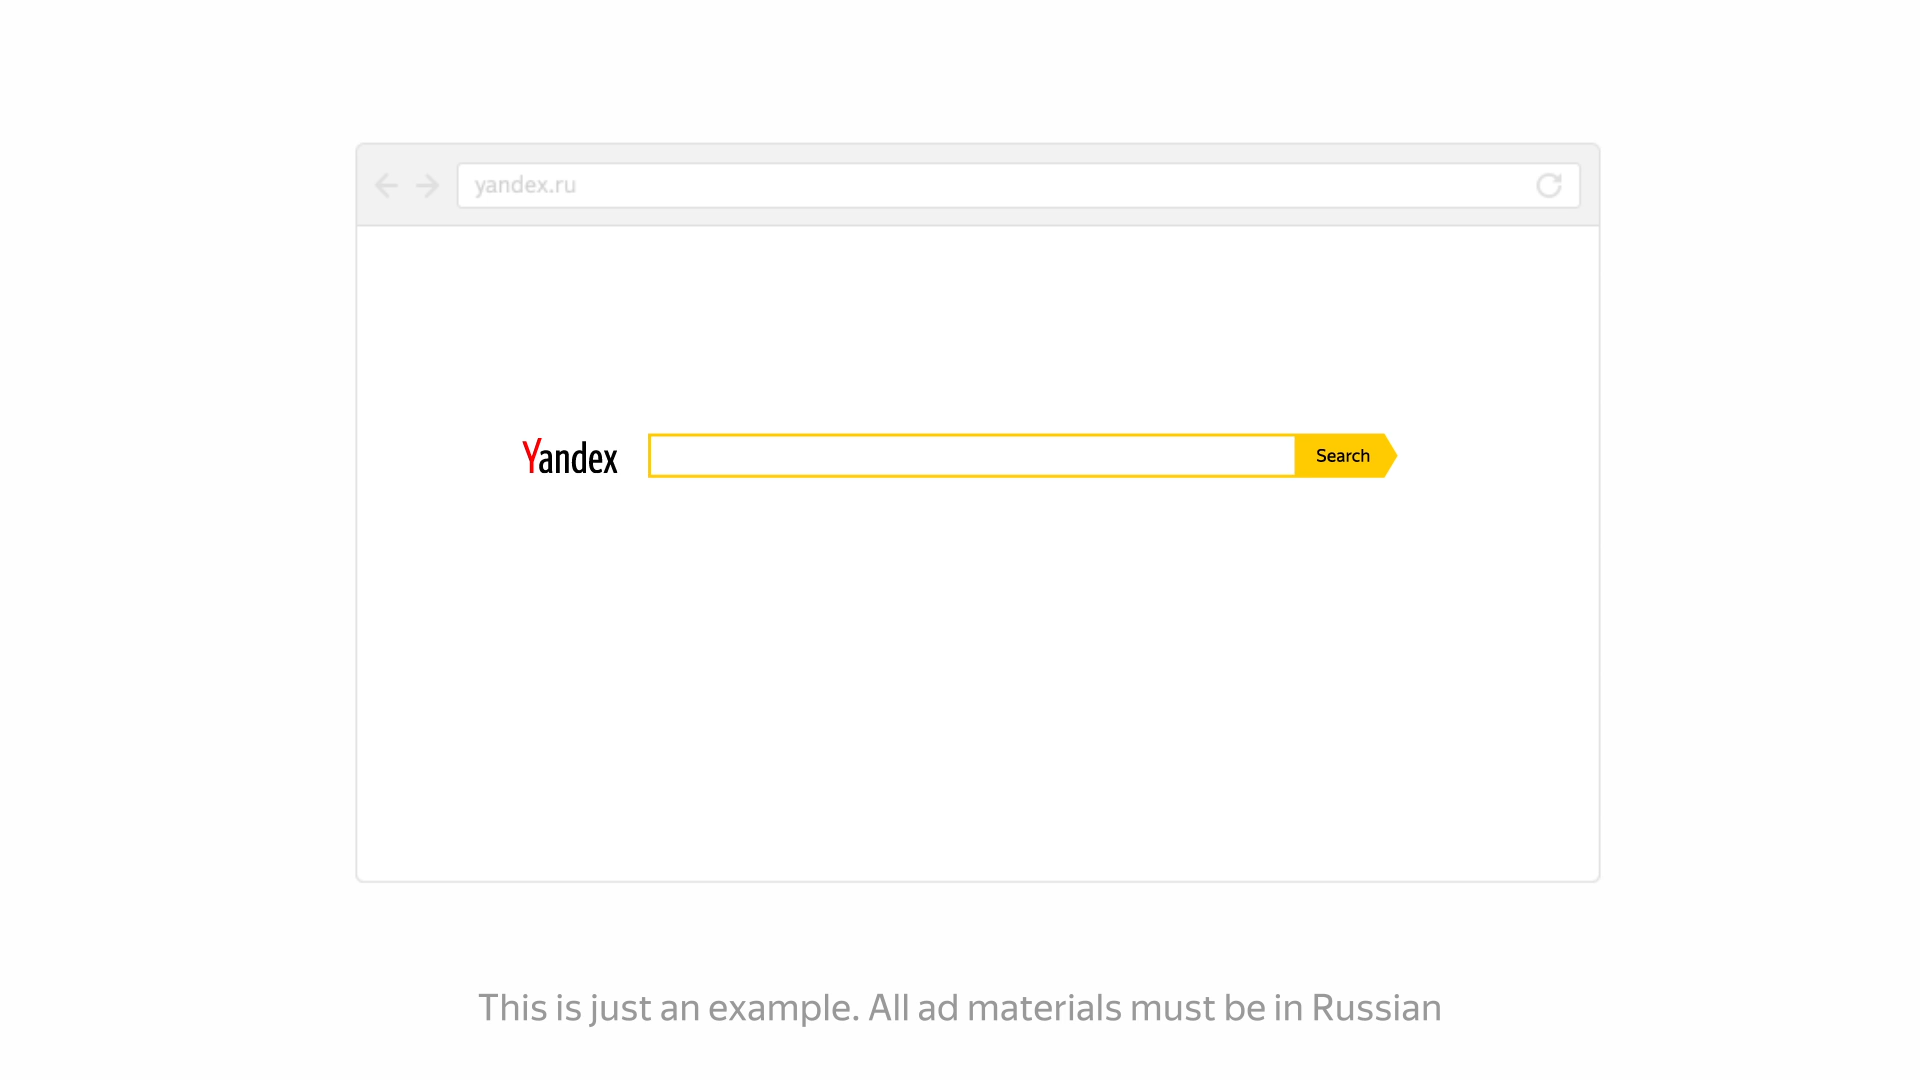 yandex.ru
Yandex
Search
This is just an example. All ad materials must be in Russian